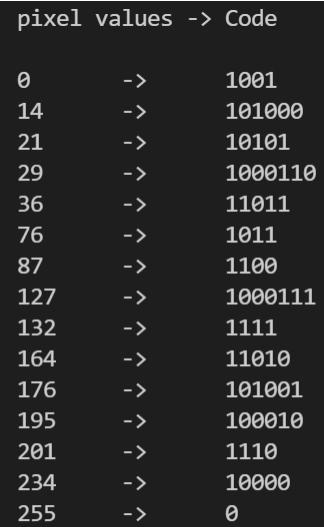 pixel values -> Code
0 -> 1001
14 -> 101000
21 -> 10101
29 -> 1000110
36 -> 11011
76 -> 1011
87 -> 1100
127 -> 1000111
132 -> 1111
164 -> 11010
176 -> 101001
195 -> 100010
201 -> 1110
234 -> 10000
255 -> 0